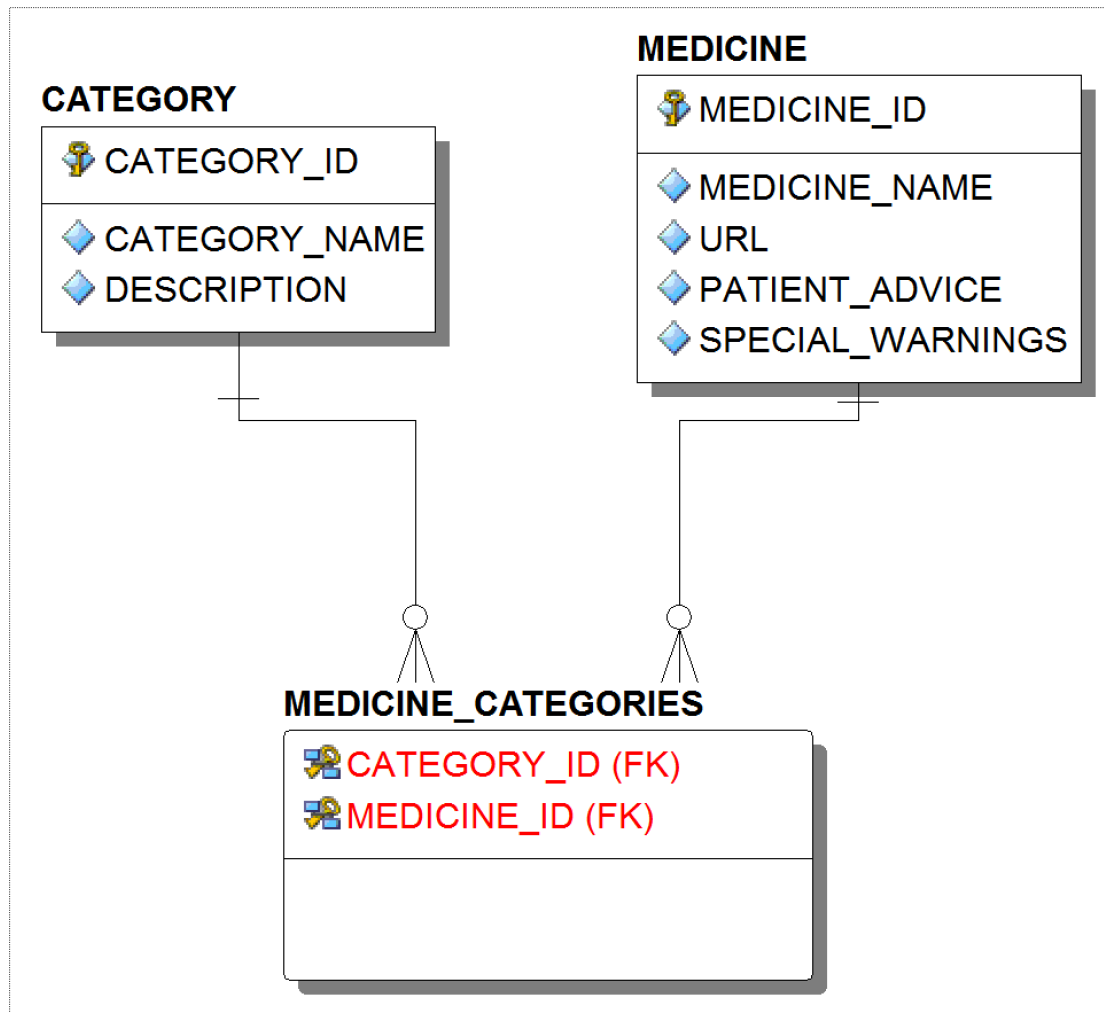 CATEGORY
CATEGORY_ID
CATEGORY_NAME
DESCRIPTION
MEDICINE
MEDICINE_ID
MEDICINE_NAME
URL
PATIENT_ADVICE
SPECIAL_WARNINGS
MEDICINE_CATEGORIES
CATEGORY_ID (FK)
MEDICINE_ID (FK)